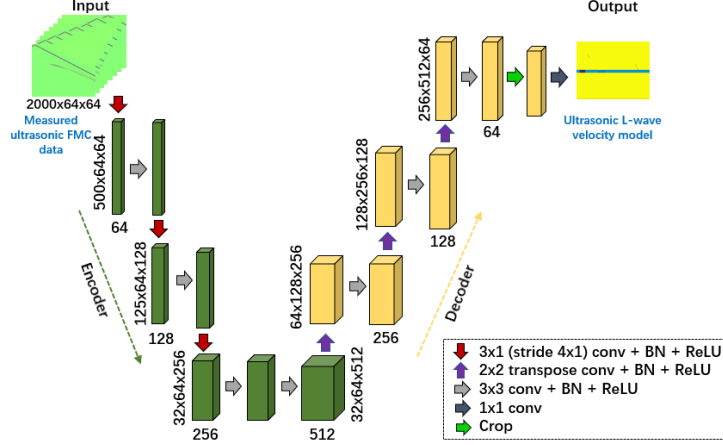 Input
Output
2000x64x64
Measured
ultrasonic FMC
data
500x64x64
64
125x64x128
128
32x64x256
256
512
32x64x512
64x128x256
256
128x256x128
128
256x512x64
64
Ultrasonic L-wave
velocity model
Encoder
Decoder
3x1 (stride 4x1) conv + BN + ReLU
2x2 transpose conv + BN + ReLU
3x3 conv + BN + ReLU
1x1 conv
Crop